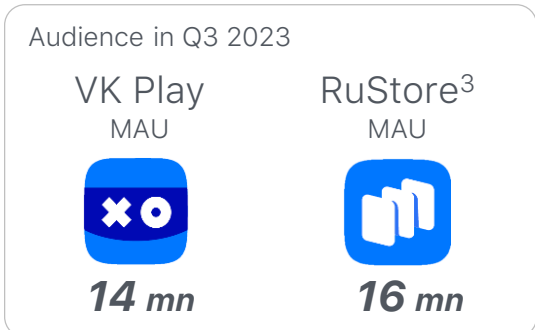 Audience in Q3 2023
VK Play
MAU
14 mn
RuStore³
MAU
16 mn